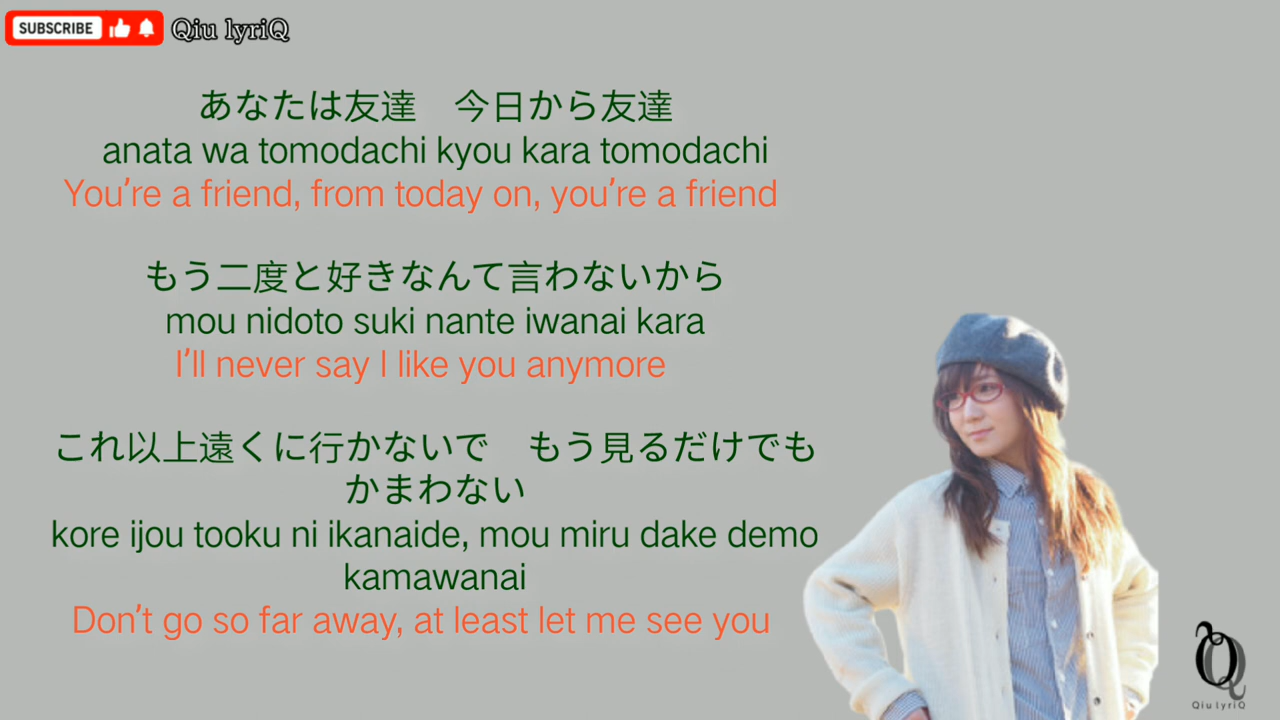 SUBSCRIBE
Qiu lyriQ
あなたは友達　今日から友達
anata wa tomodachi kyou kara tomodachi
You're a friend, from today on, you're a friend
もう二度と好きなんて言わないから
mou nidoto suki nante iwanai kara
I'll never say I like you anymore
これ以上遠くに行かないで　もう見るだけでも
かまわない
kore ijou tooku ni ikanaide, mou miru dake demo
kamawanai
Don't go so far away, at least let me see you
Qiu lyriQ